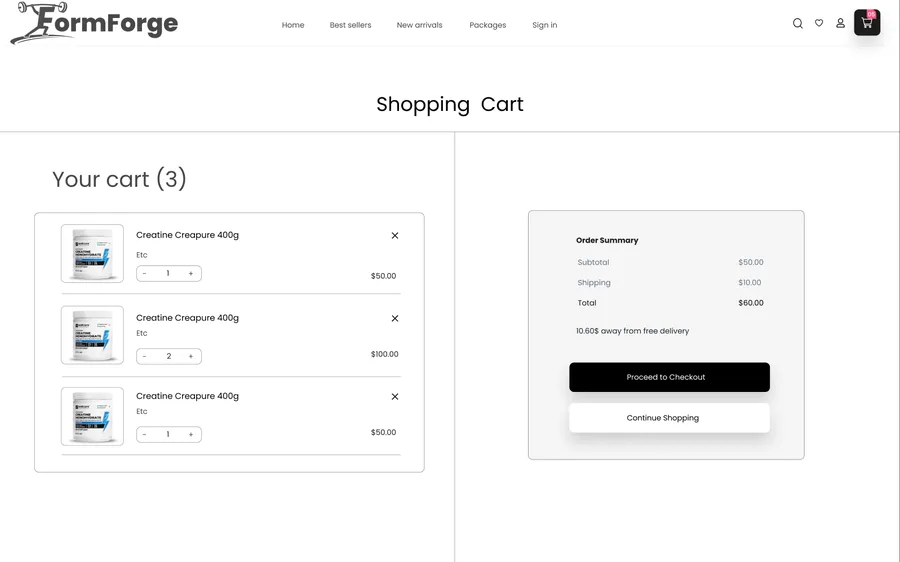 FormForge
Home Best sellers New arrivals Packages Sign in
Shopping Cart
Your cart (3)
Creatine Creapure 400g
Etc
- 1 +
$50.00
Creatine Creapure 400g
Etc
- 2 +
$100.00
Creatine Creapure 400g
Etc
- 1 +
$50.00
Order Summary
Subtotal $50.00
Shipping $10.00
Total $60.00
10.60$ away from free delivery
Proceed to Checkout
Continue Shopping